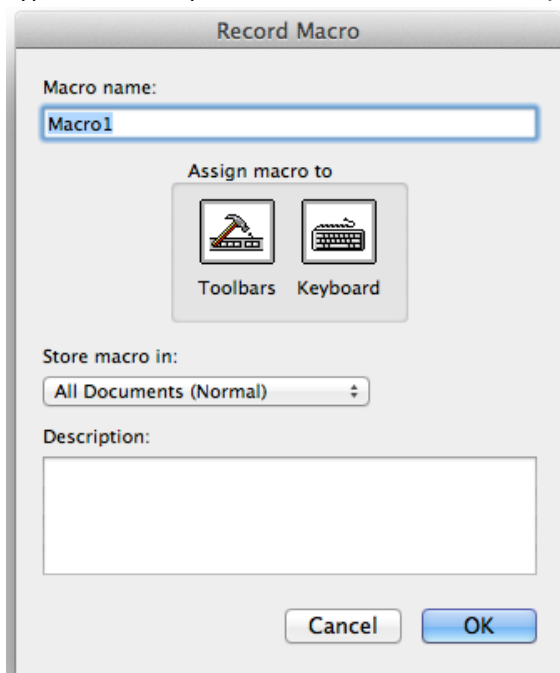 Record Macro
Macro name:
Macro1
Assign macro to
Toolbars Keyboard
Store macro in:
All Documents (Normal)
Description:
Cancel OK